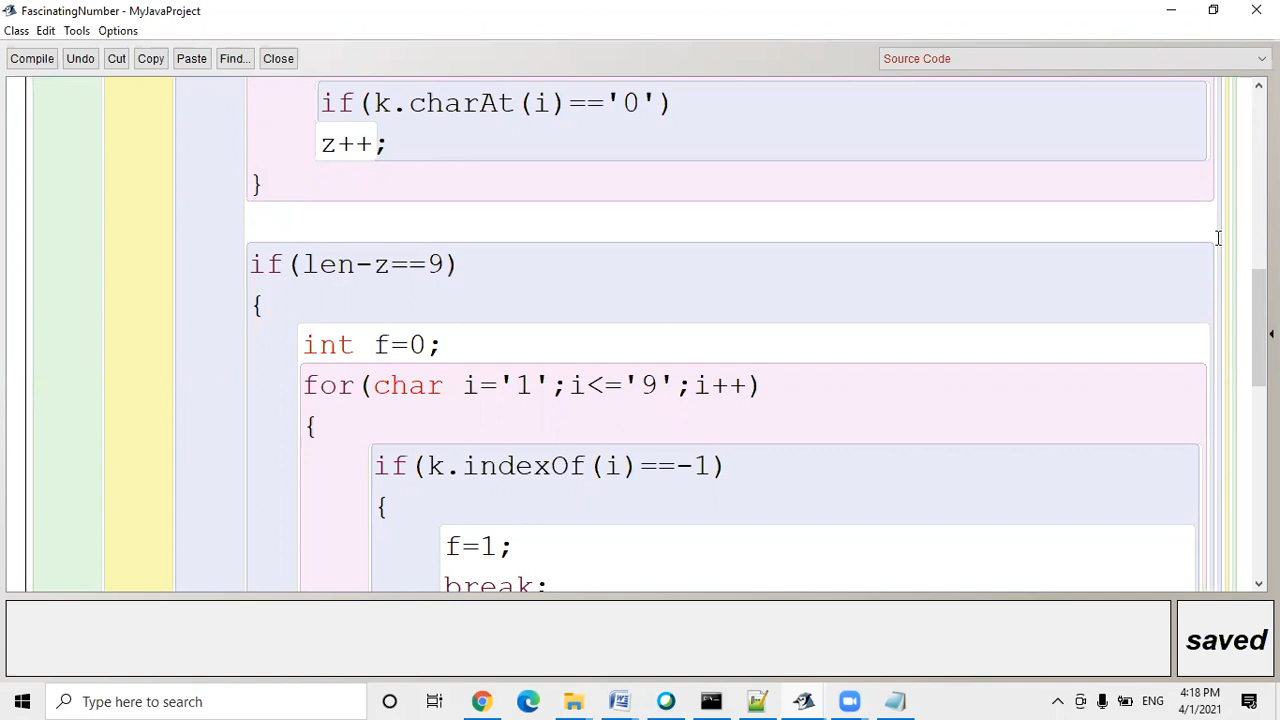 FascinatingNumber - MyJavaProject
Class Edit Tools Options
Compile Undo Cut Copy Paste Find... Close Source Code
if(k.charAt(i)=='0')
z++;
}
if(len-z==9)
{
int f=0;
for(char i='1';i<='9';i++)
{
if(k.indexOf(i)==-1)
{
f=1;
break;
saved
Type here to search
ENG
4:18 PM
4/1/2021